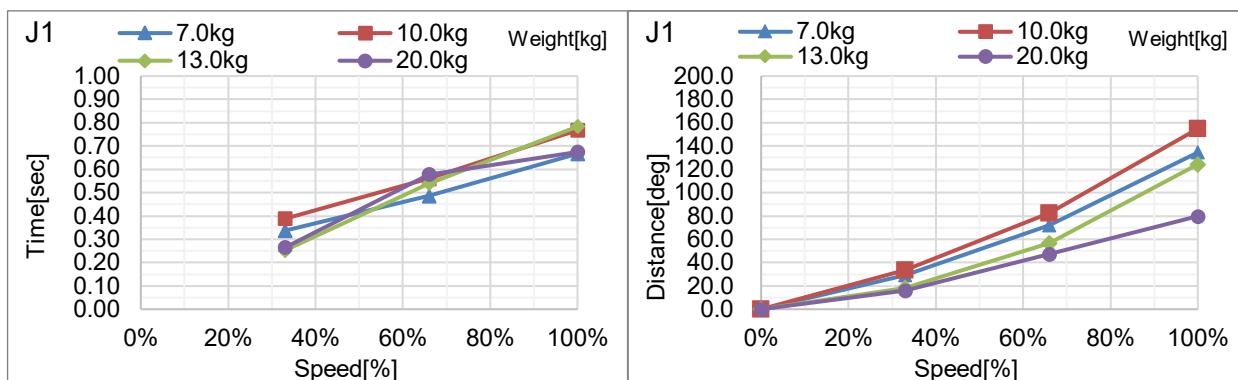 J1
7.0kg
10.0kg
Weight[kg]
13.0kg
20.0kg
1.00
0.90
0.80
0.70
0.60
0.50
0.40
0.30
0.20
0.10
0.00
Time[sec]
0%
20%
40%
60%
80%
100%
Speed[%]
J1
7.0kg
10.0kg
Weight[kg]
13.0kg
20.0kg
200.0
180.0
160.0
140.0
120.0
100.0
80.0
60.0
40.0
20.0
0.0
Distance[deg]
0%
20%
40%
60%
80%
100%
Speed[%]